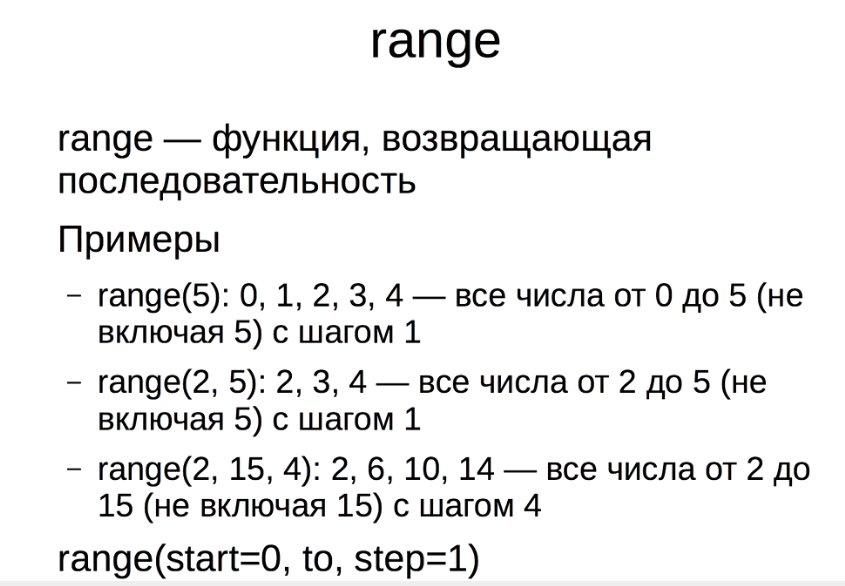 range
range — функция, возвращающая
последовательность
Примеры
– range(5): 0, 1, 2, 3, 4 — все числа от 0 до 5 (не
включая 5) с шагом 1
– range(2, 5): 2, 3, 4 — все числа от 2 до 5 (не
включая 5) с шагом 1
– range(2, 15, 4): 2, 6, 10, 14 — все числа от 2 до
15 (не включая 15) с шагом 4
range(start=0, to, step=1)